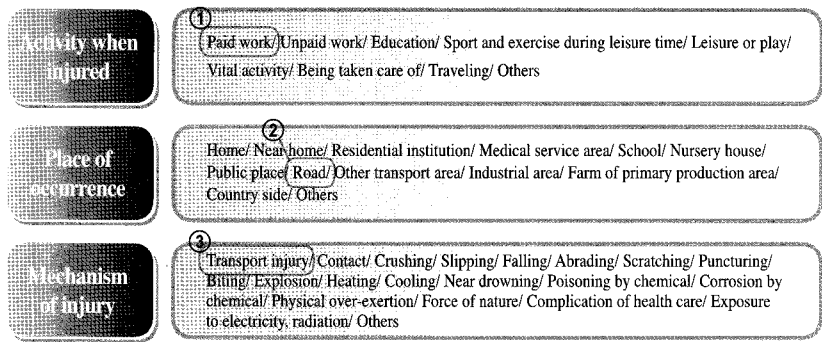 ①
Activity when
injured
Paid work/ Unpaid work/ Education/ Sport and exercise during leisure time/ Leisure or play/
Vital activity/ Being taken care of/ Traveling/ Others
②
Place of
occurrence
Home/ Near home/ Residential institution/ Medical service area/ School/ Nursery house/
Public place/ Road/ Other transport area/ Industrial area/ Farm of primary production area/
Country side/ Others
③
Mechanism
of injury
Transport injury/ Contact/ Crushing/ Slipping/ Falling/ Abrading/ Scratching/ Puncturing/
Biting/ Explosion/ Heating/ Cooling/ Near drowning/ Poisoning by chemical/ Corrosion by
chemical/ Physical over-exertion/ Force of nature/ Complication of health care/ Exposure
to electricity, radiation/ Others